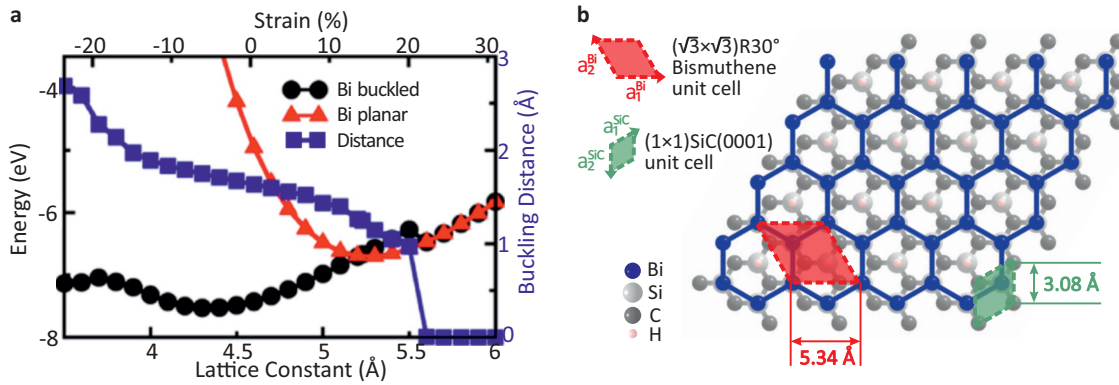 a
Strain (%)
-20 -10 0 10 20 30
-4
-6
-8
Energy (eV)
Bi buckled
Bi planar
Distance
3
2
1
0
Buckling Distance (Å)
4 4.5 5 5.5 6
Lattice Constant (Å)
b
a₂ᴮⁱ
a₁ᴮⁱ
(√3×√3)R30°
Bismuthene
unit cell
a₁ˢⁱᶜ
a₂ˢⁱᶜ
(1×1)SiC(0001)
unit cell
Bi
Si
C
H
3.08 Å
5.34 Å